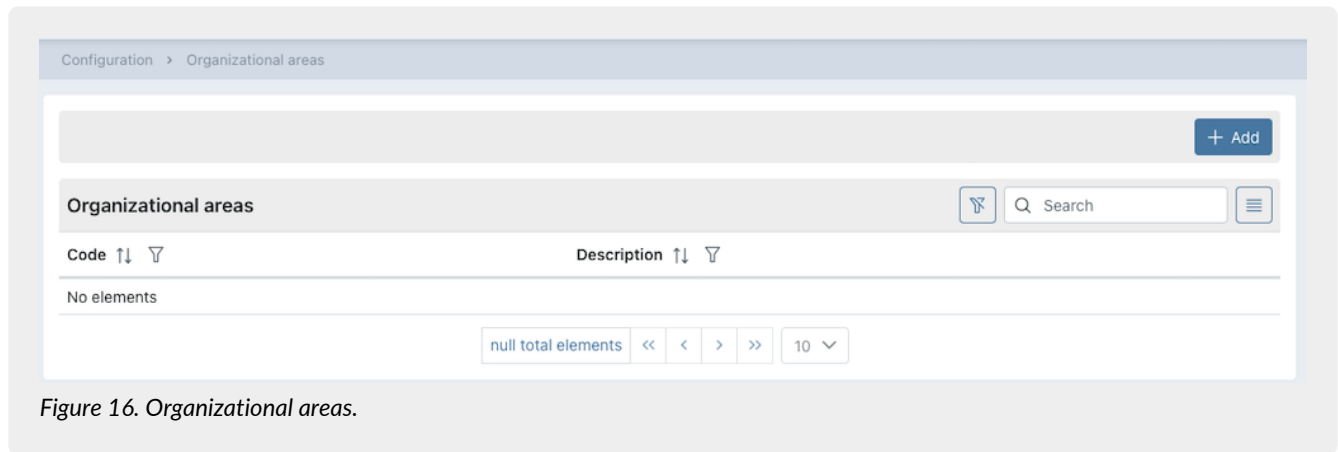 Configuration > Organizational areas
+ Add
Organizational areas
Search
Code
Description
No elements
null total elements << < > >> 10
Figure 16. Organizational areas.